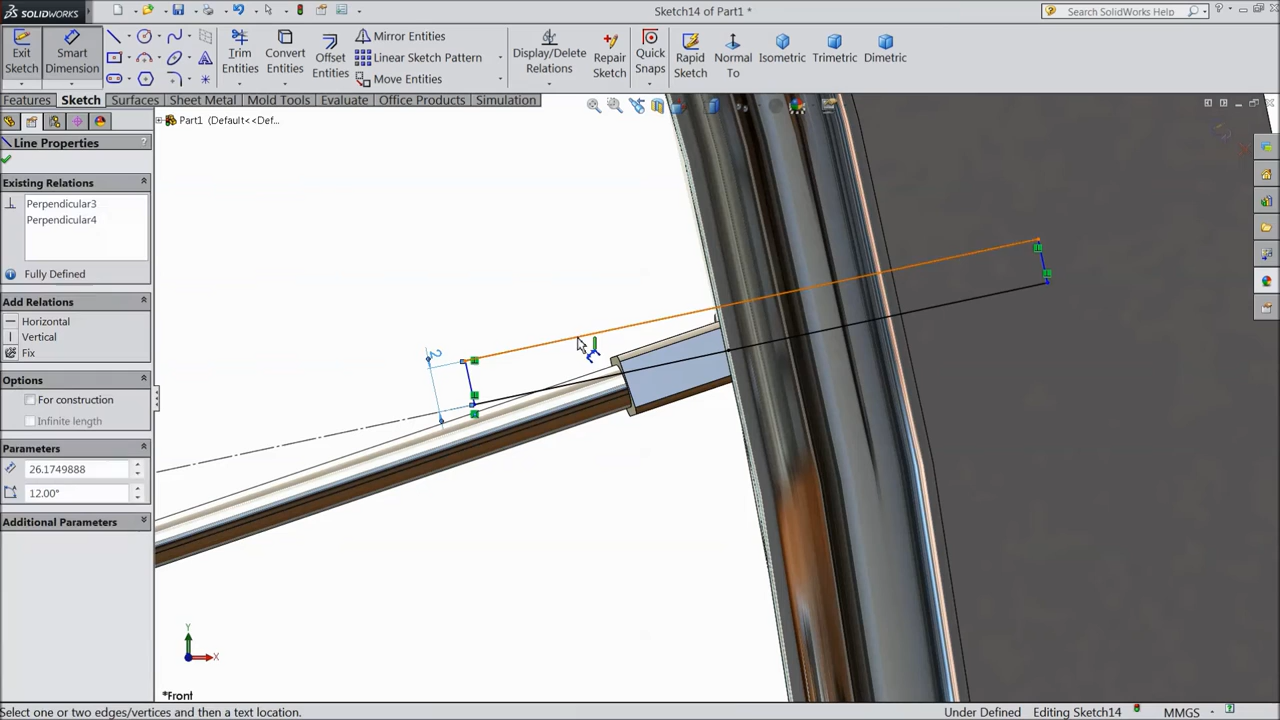 SOLIDWORKS
Sketch14 of Part1 *
Search SolidWorks Help
Exit Sketch
Smart Dimension
Trim Entities
Convert Entities
Offset Entities
Mirror Entities
Linear Sketch Pattern
Move Entities
Display/Delete Relations
Repair Sketch
Quick Snaps
Rapid Sketch
Normal To
Isometric
Trimetric
Dimetric
Features
Sketch
Surfaces
Sheet Metal
Mold Tools
Evaluate
Office Products
Simulation
Part1 (Default<<Def...
Line Properties
?
Existing Relations
Perpendicular3
Perpendicular4
Fully Defined
Add Relations
Horizontal
Vertical
Fix
Options
For construction
Infinite length
Parameters
26.1749888
12.00°
Additional Parameters
2
Y
X
*Front
Select one or two edges/vertices and then a text location.
Under Defined
Editing Sketch14
MMGS